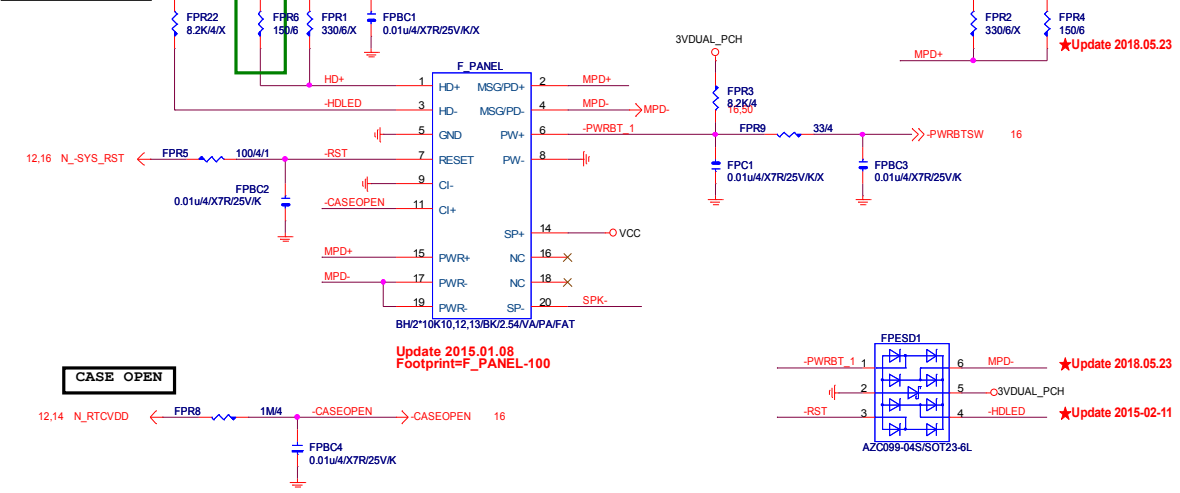 FPR22
8.2K/4/X
FPR6
150/6
FPR1
330/6/X
FPBC1
0.01u/4/X7R/25V/K/X
FPR2
330/6/X
FPR4
150/6
★Update 2018.05.23
MPD+
3VDUAL_PCH
F_PANEL
HD+
1
HD+
MSG/PD+
2
MPD+
-HDLED
3
HD-
MSG/PD-
4
MPD-
MPD-
16,50
FPR3
8.2K/4
5
GND
PW+
6
-PWRBT_1
FPR9
33/4
-PWRBTSW
16
12,16
N_-SYS_RST
FPR5
100/4/1
-RST
7
RESET
PW-
8
FPC1
0.01u/4/X7R/25V/K/X
FPBC3
0.01u/4/X7R/25V/K
9
CI-
FPBC2
0.01u/4/X7R/25V/K
-CASEOPEN
11
CI+
SP+
14
VCC
MPD+
15
PWR+
NC
16
MPD-
17
PWR-
NC
18
19
PWR-
SP-
20
SPK-
BH/2*10K10,12,13/BK/2.54/VA/PA/FAT
Update 2015.01.08
Footprint=F_PANEL-100
FPESD1
-PWRBT_1
1
6
MPD-
★Update 2018.05.23
2
5
3VDUAL_PCH
-RST
3
4
-HDLED
★Update 2015-02-11
AZC099-04S/SOT23-6L
CASE OPEN
12,14
N_RTCVDD
FPR8
1M/4
-CASEOPEN
-CASEOPEN
16
FPBC4
0.01u/4/X7R/25V/K